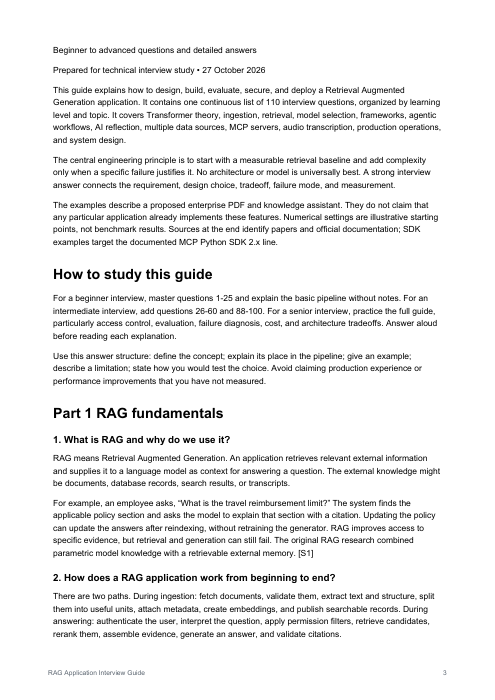 Beginner to advanced questions and detailed answers
Prepared for technical interview study • 27 October 2026
This guide explains how to design, build, evaluate, secure, and deploy a Retrieval Augmented
Generation application. It contains one continuous list of 110 interview questions, organized by learning
level and topic. It covers Transformer theory, ingestion, retrieval, model selection, frameworks, agentic
workflows, AI reflection, multiple data sources, MCP servers, audio transcription, production operations,
and system design.
The central engineering principle is to start with a measurable retrieval baseline and add complexity
only when a specific failure justifies it. No architecture or model is universally best. A strong interview
answer connects the requirement, design choice, tradeoff, failure mode, and measurement.
The examples describe a proposed enterprise PDF and knowledge assistant. They do not claim that
any particular application already implements these features. Numerical settings are illustrative starting
points, not benchmark results. Sources at the end identify papers and official documentation; SDK
examples target the documented MCP Python SDK 2.x line.
How to study this guide
For a beginner interview, master questions 1-25 and explain the basic pipeline without notes. For an
intermediate interview, add questions 26-60 and 88-100. For a senior interview, practice the full guide,
particularly access control, evaluation, failure diagnosis, cost, and architecture tradeoffs. Answer aloud
before reading each explanation.
Use this answer structure: define the concept; explain its place in the pipeline; give an example;
describe a limitation; state how you would test the choice. Avoid claiming production experience or
performance improvements that you have not measured.
Part 1 RAG fundamentals
1. What is RAG and why do we use it?
RAG means Retrieval Augmented Generation. An application retrieves relevant external information
and supplies it to a language model as context for answering a question. The external knowledge might
be documents, database records, search results, or transcripts.
For example, an employee asks, “What is the travel reimbursement limit?” The system finds the
applicable policy section and asks the model to explain that section with a citation. Updating the policy
can update the answers after reindexing, without retraining the generator. RAG improves access to
specific evidence, but retrieval and generation can still fail. The original RAG research combined
parametric model knowledge with a retrievable external memory. [S1]
2. How does a RAG application work from beginning to end?
There are two paths. During ingestion: fetch documents, validate them, extract text and structure, split
them into useful units, attach metadata, create embeddings, and publish searchable records. During
answering: authenticate the user, interpret the question, apply permission filters, retrieve candidates,
rerank them, assemble evidence, generate an answer, and validate citations.
RAG Application Interview Guide
3